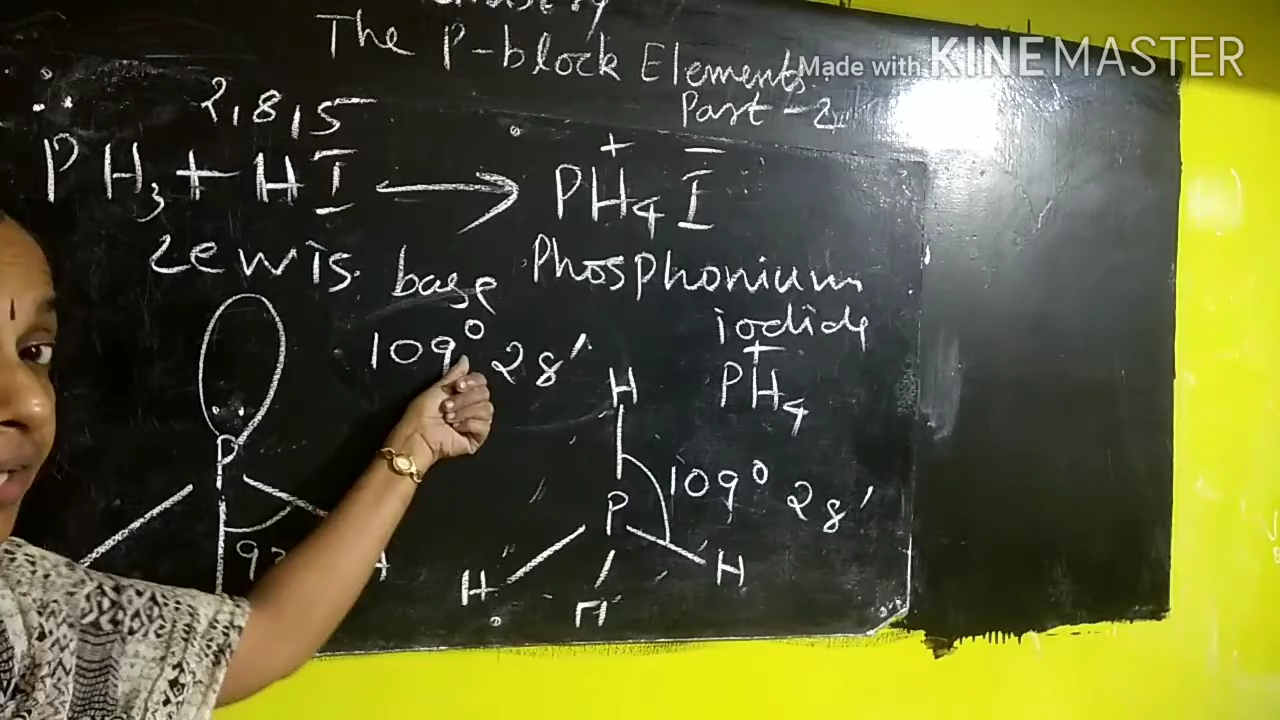 The P-block Elements
Made with KINEMASTER
Part-2
2,8,5
PH3 + HI → PH4 I
+ −
Lewis base
Phosphonium
iodide
109° 28′
P
H
PH4
+
109° 28′
P
H
H
H